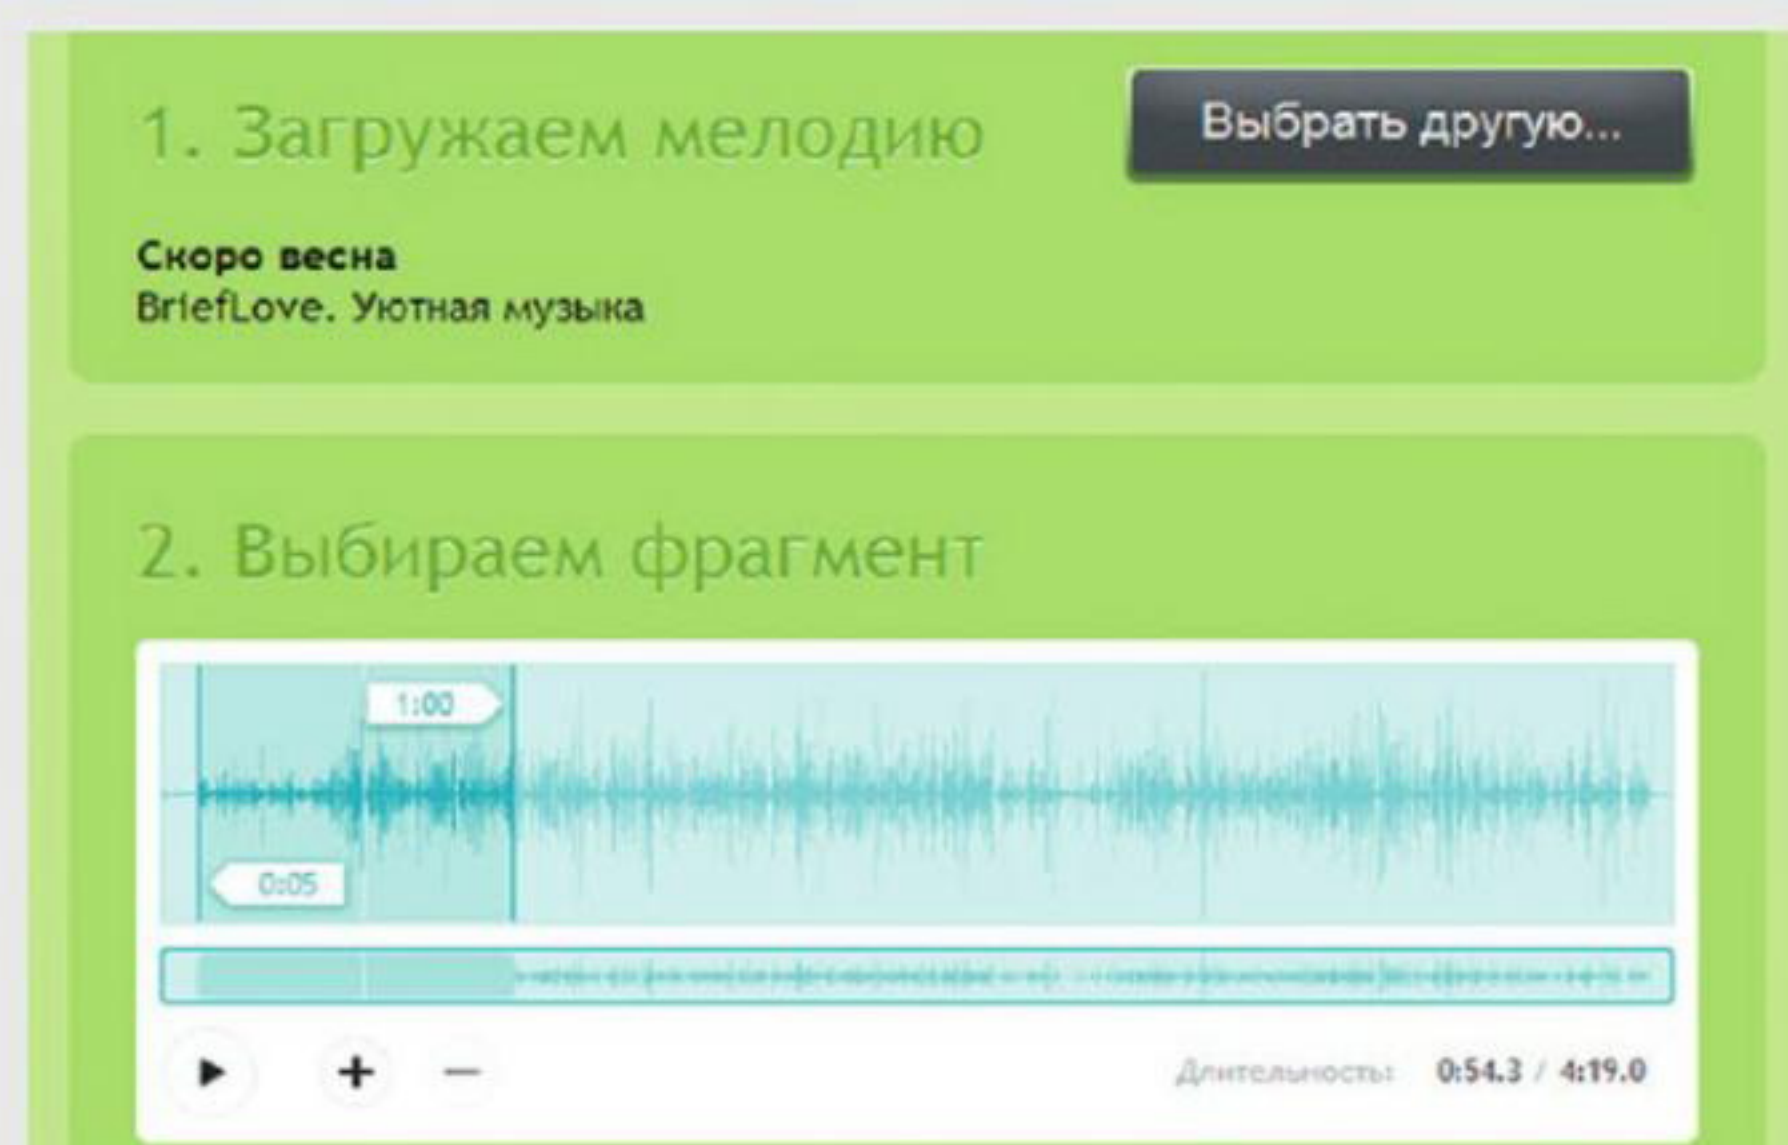 1. Загружаем мелодию
Выбрать другую...
Скоро весна
BriefLove. Уютная музыка
2. Выбираем фрагмент
1:00
0:05
Длительность: 0:54.3 / 4:19.0